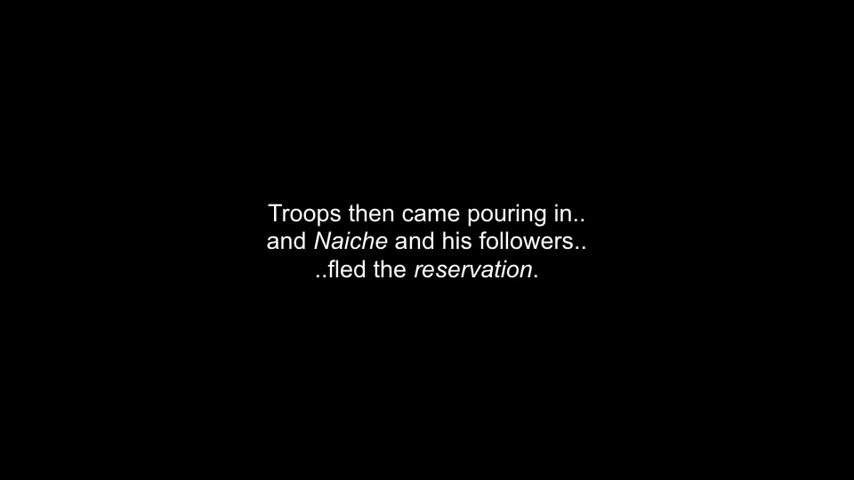 Troops then came pouring in..
and Naiche and his followers..
..fled the reservation.